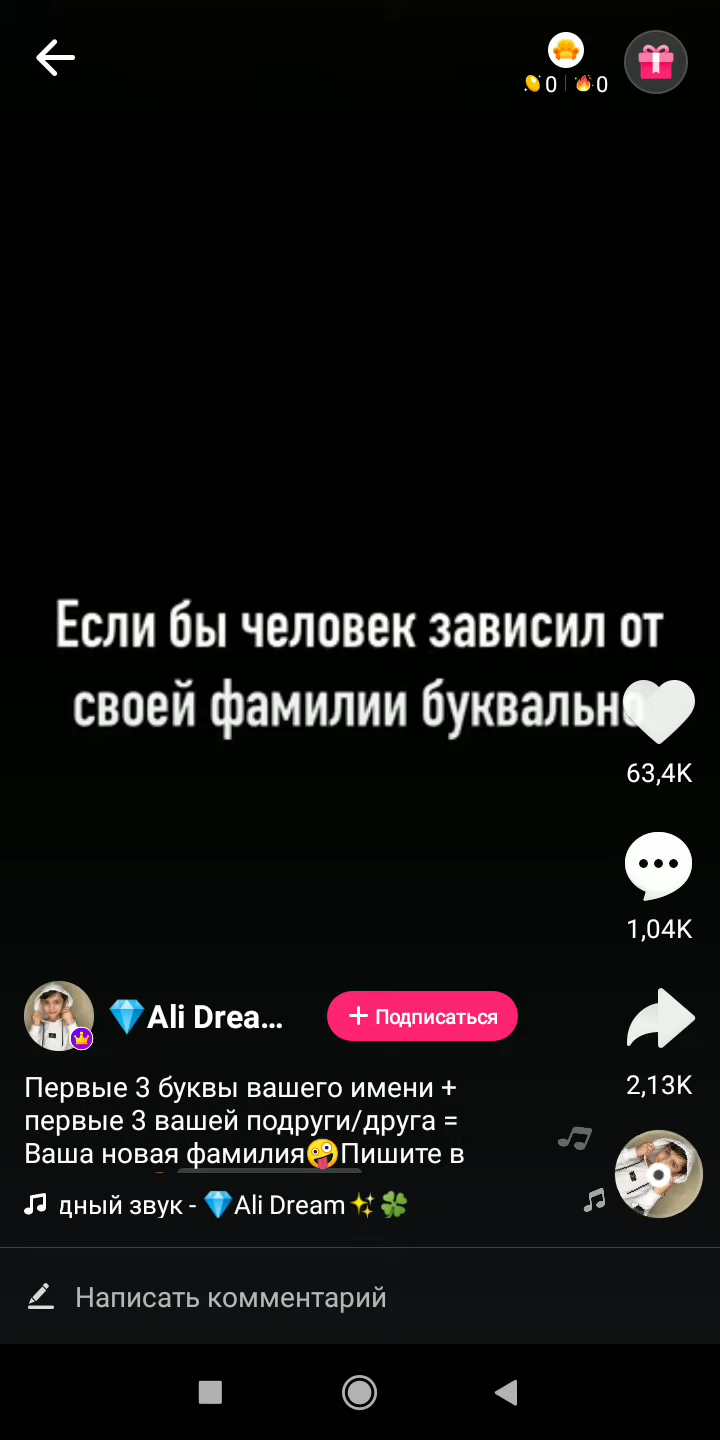 0 0
Если бы человек зависил от
своей фамилии буквально
63,4K
1,04K
💎Ali Drea...
+ Подписаться
2,13K
Первые 3 буквы вашего имени +
первые 3 вашей подруги/друга =
Ваша новая фамилия🤪Пишите в
дный звук - 💎Ali Dream✨🍀
Написать комментарий